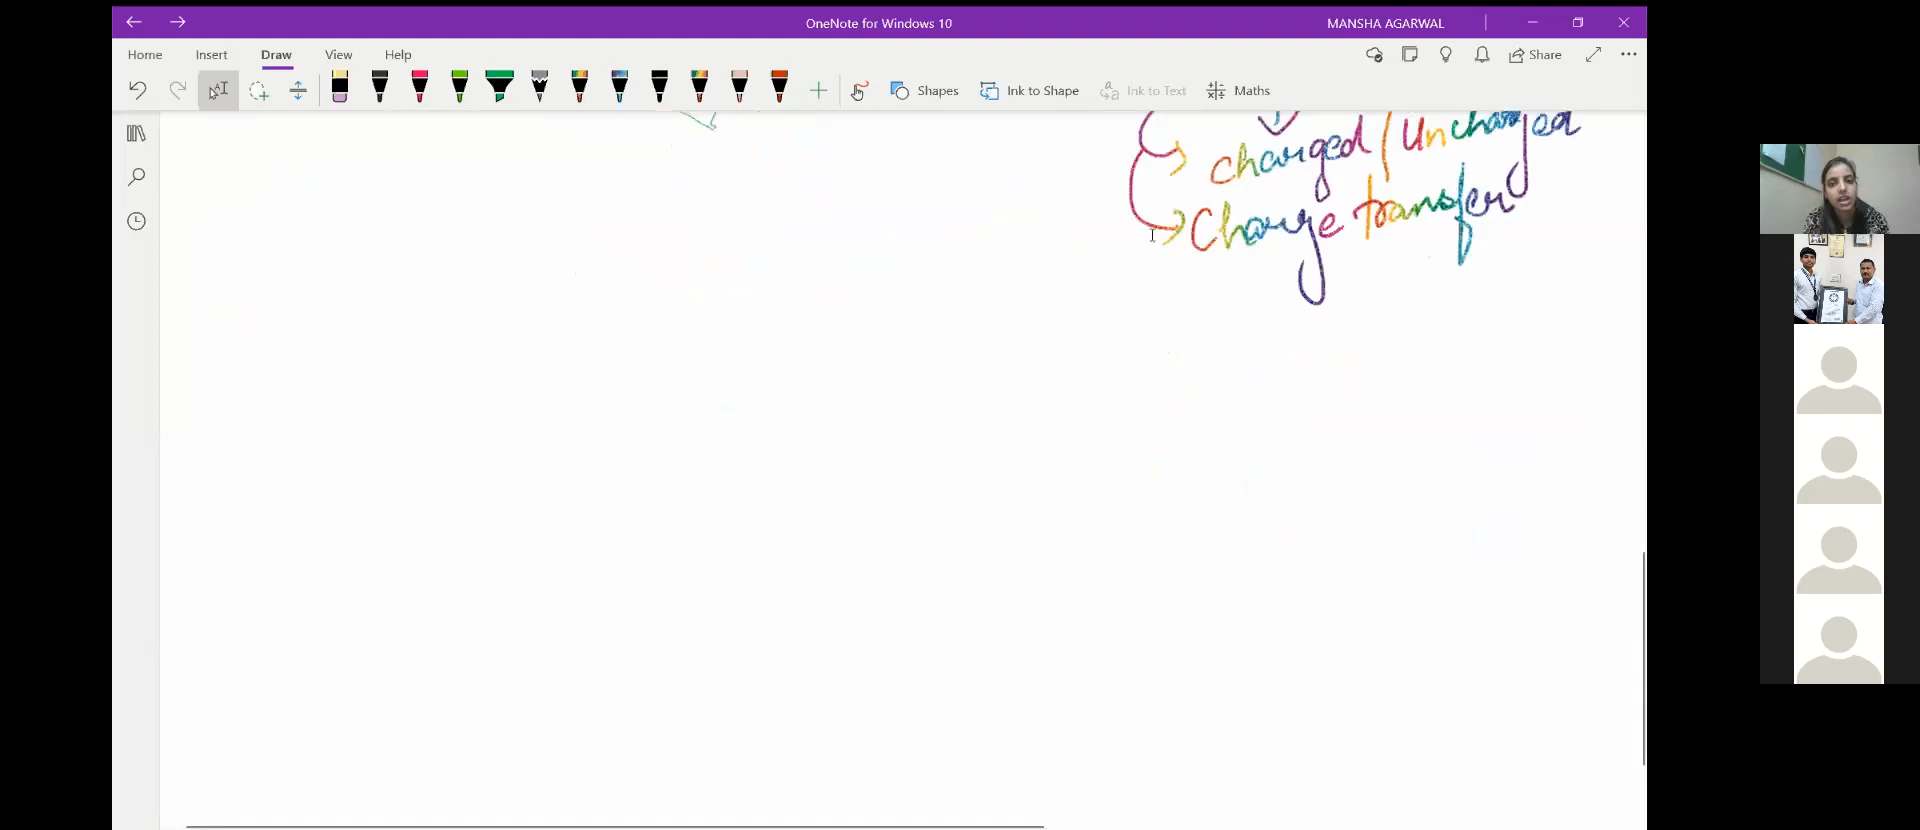 OneNote for Windows 10
MANSHA AGARWAL
Home Insert Draw View Help
Share
Shapes Ink to Shape Ink to Text Maths
Charged / Uncharged
Charge transfer